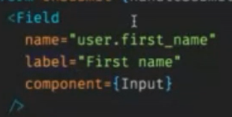 <Field
name="user.first_name"
label="First name"
component={Input}
/>